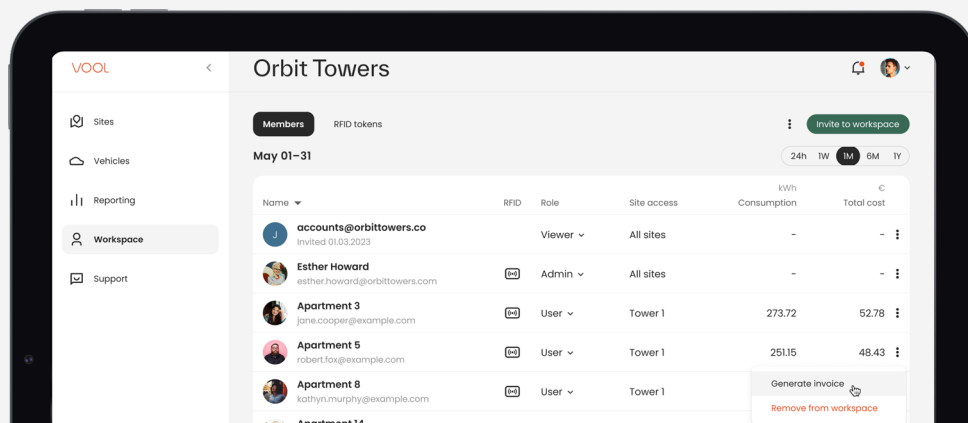 VOOL
Orbit Towers
Sites
Vehicles
Reporting
Workspace
Support
Members
RFID tokens
Invite to workspace
May 01–31
24h 1W 1M 6M 1Y
kWh €
Name RFID Role Site access Consumption Total cost
J accounts@orbittowers.co Viewer All sites - -
Invited 01.03.2023
Esther Howard Admin All sites - -
esther.howard@orbittowers.com
Apartment 3 User Tower 1 273.72 52.78
jane.cooper@example.com
Apartment 5 User Tower 1 251.15 48.43
robert.fox@example.com
Apartment 8 User Tower 1
kathyn.murphy@example.com
Generate invoice
Remove from workspace
Apartment 14